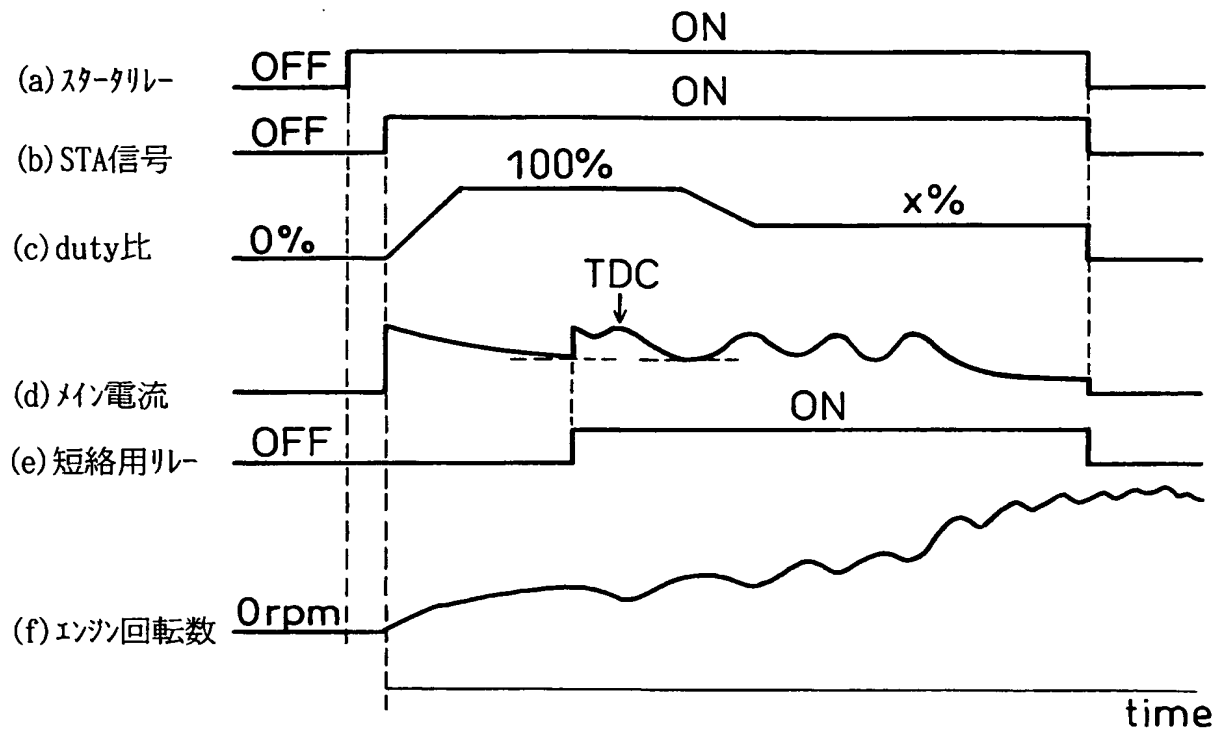 ON
(a)スタータリレー OFF
ON
(b)STA信号 OFF
100%
x%
(c)duty比 0%
TDC
(d)メイン電流
ON
(e)短絡用リレー OFF
(f)エンジン回転数 0rpm
time